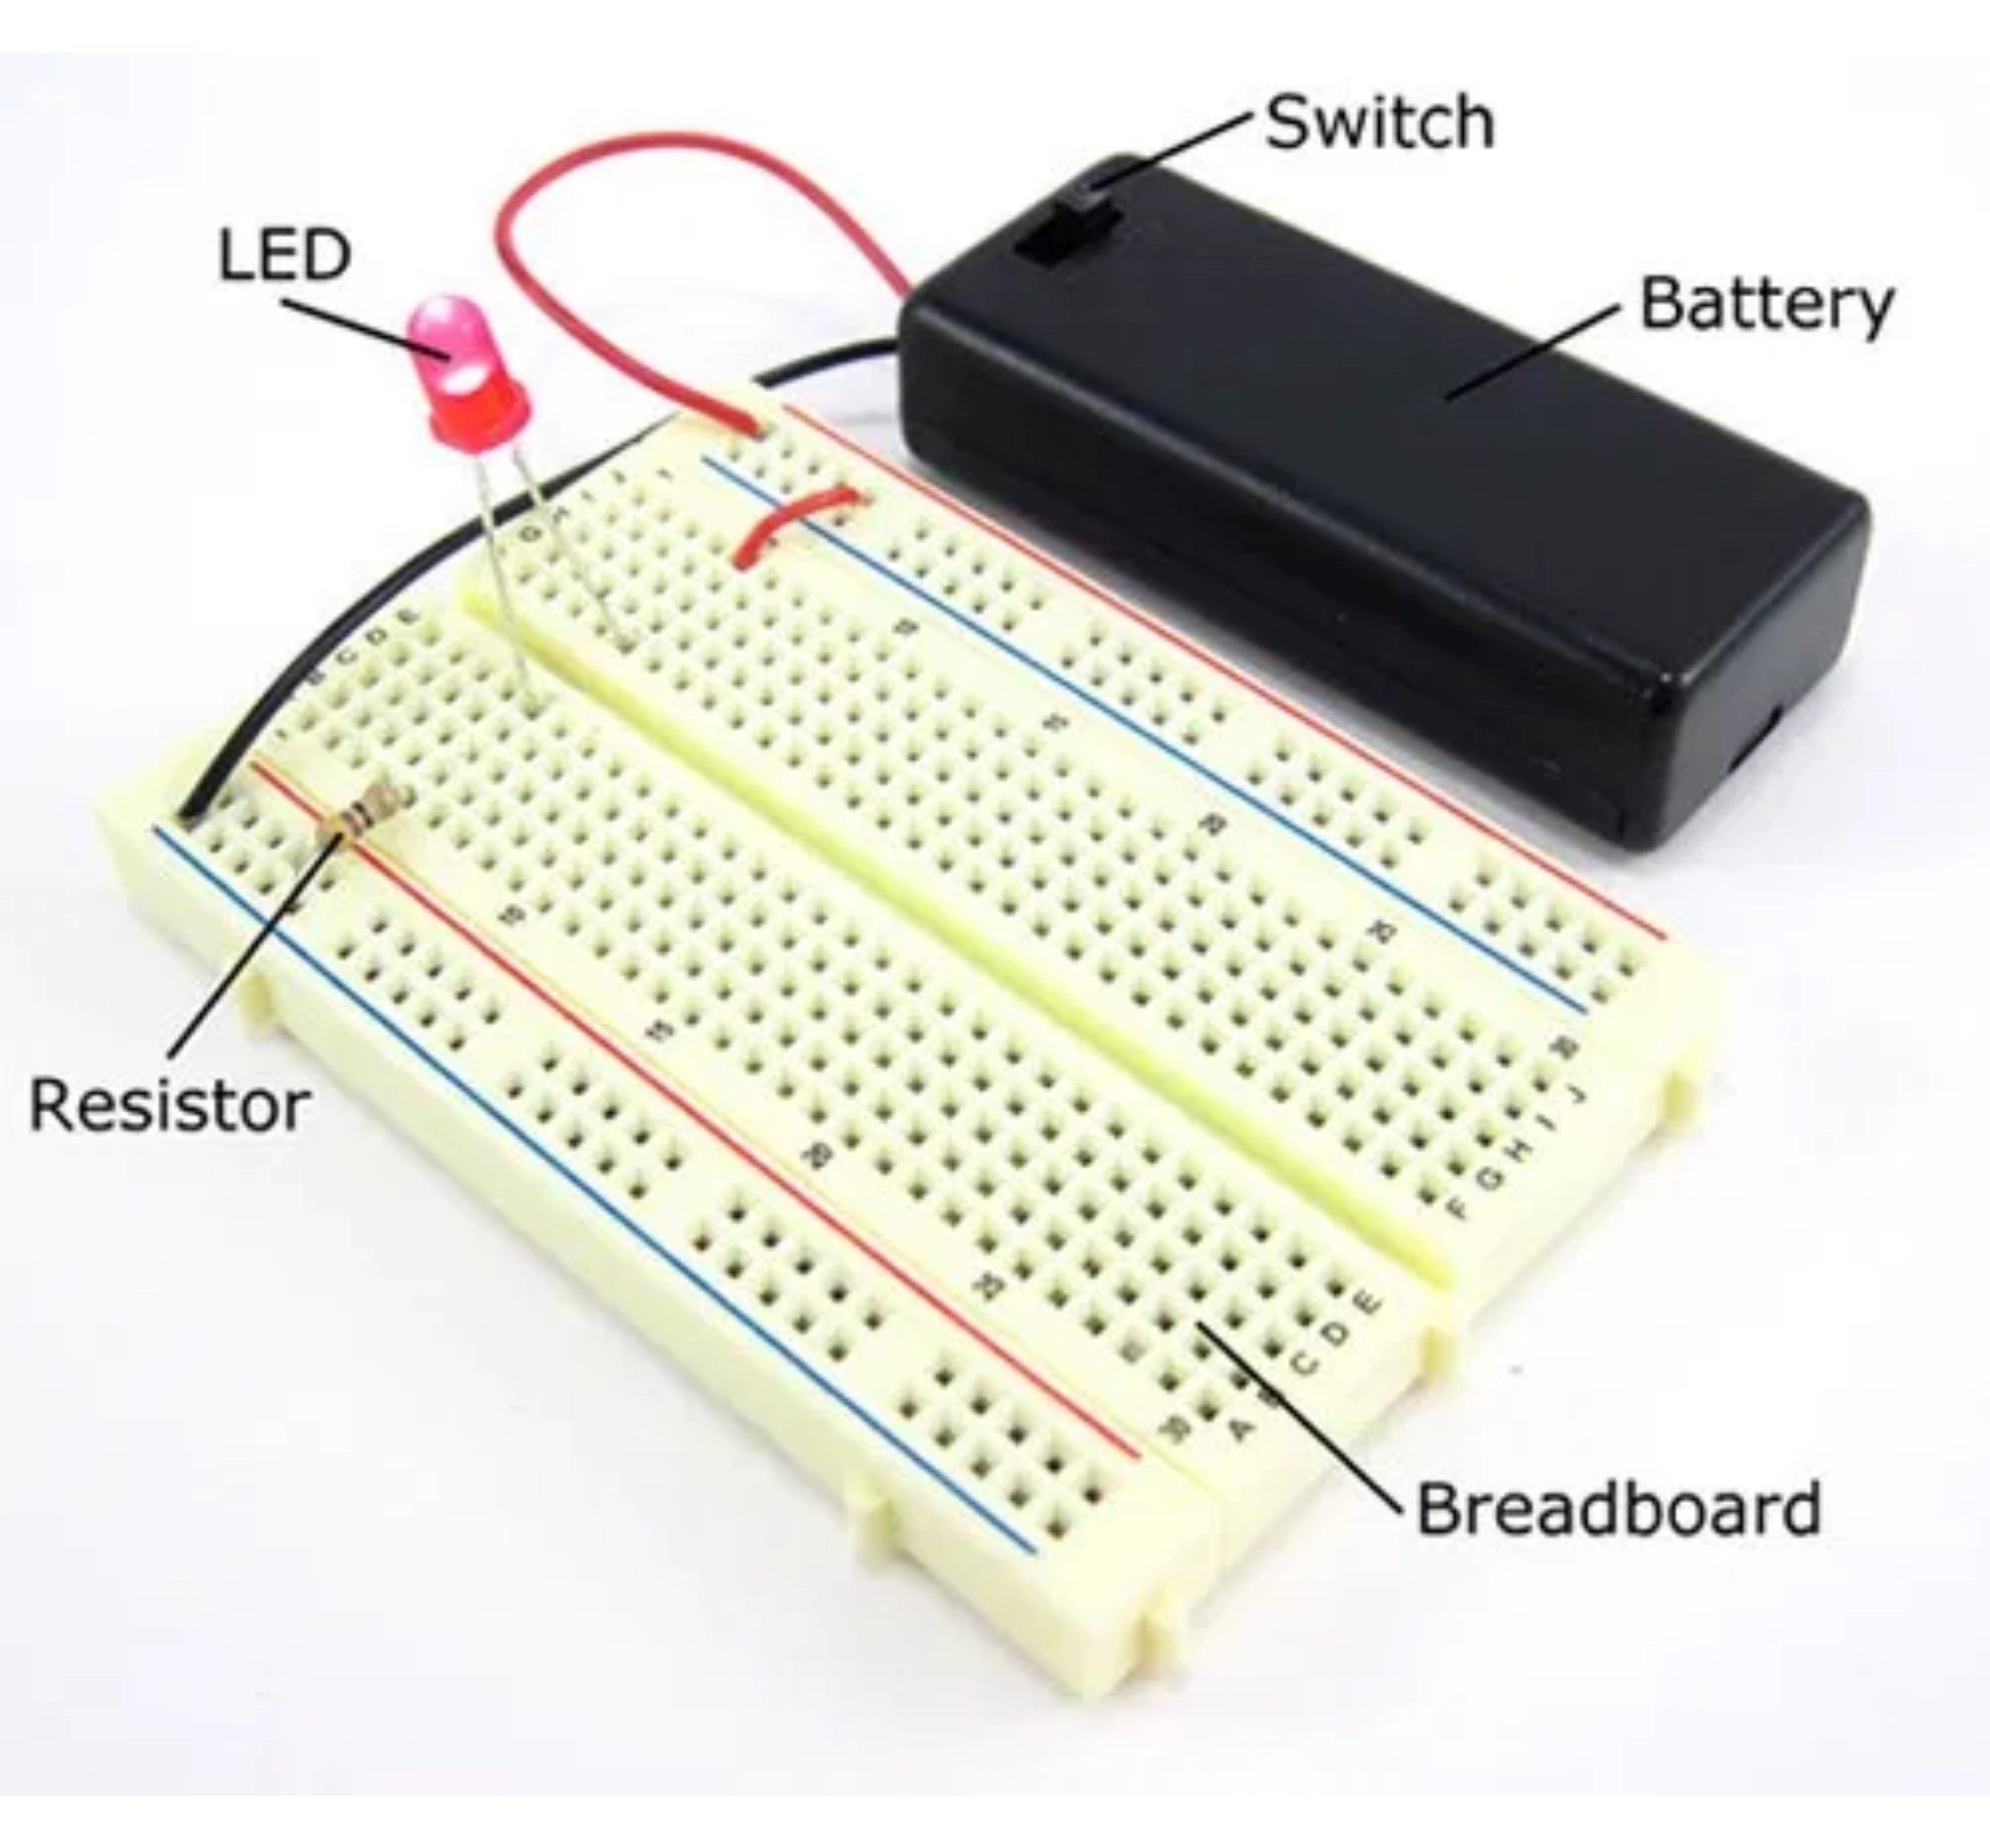 Switch
LED
Battery
C D E
Resistor
J
I
H
G
F
E
D
C
A
Breadboard